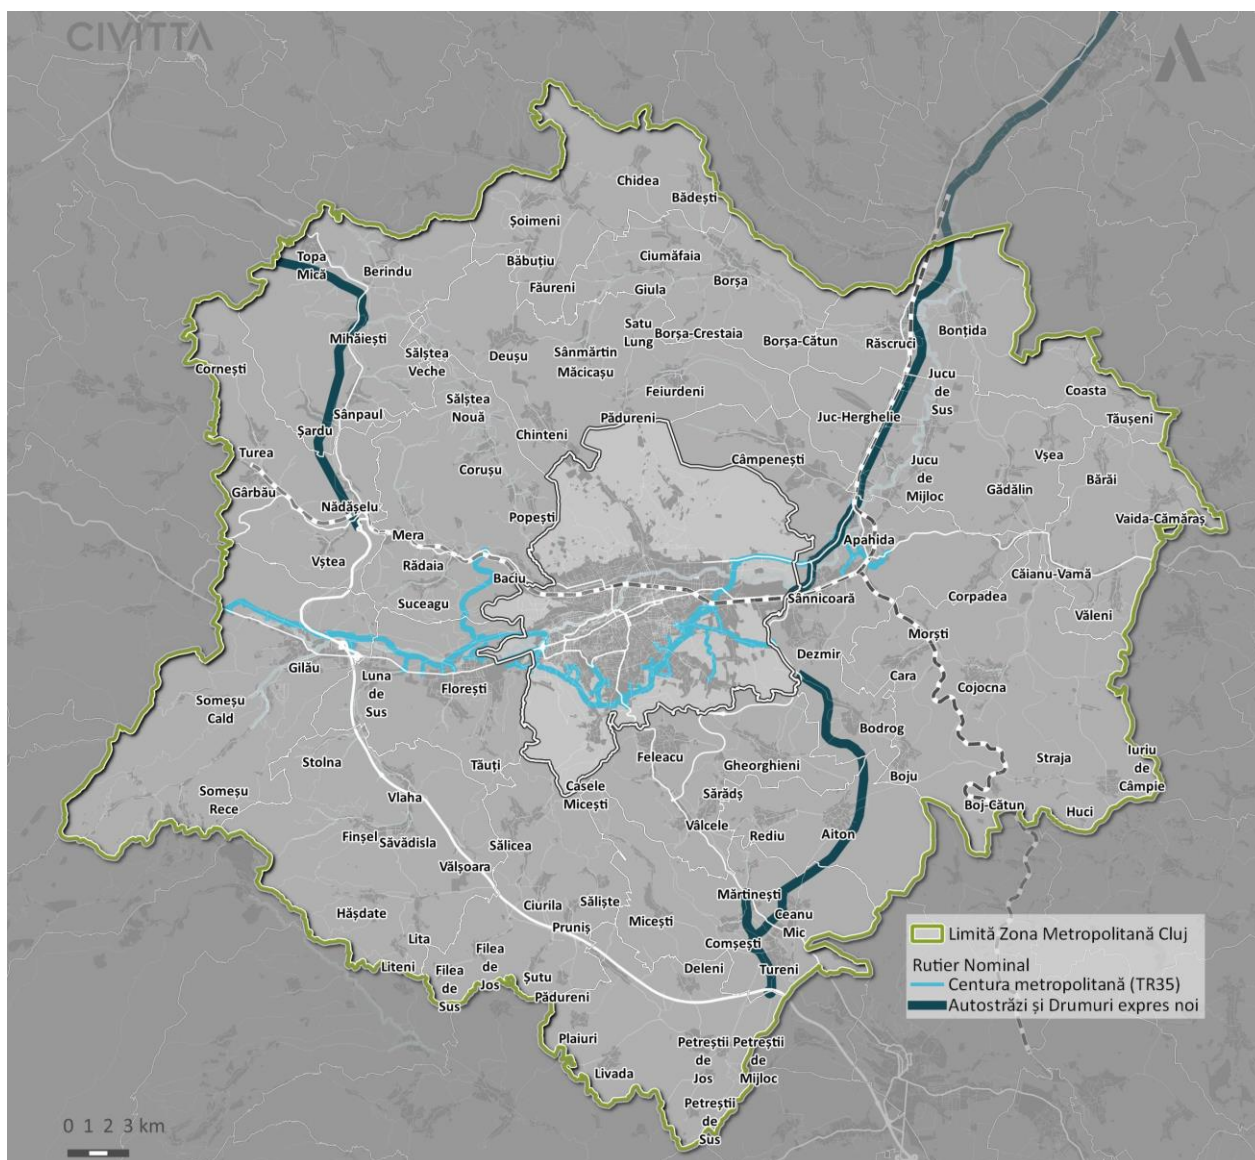 CIVITTA
Chidea
Bădești
Șoimeni
Topa
Mică
Berindu
Băbuțiu
Ciumăfaia
Făureni
Giula
Borșa
Mihăiești
Satu
Lung
Borșa-Crestaia
Borșa-Cătun
Răscruci
Bonțida
Sălștea
Veche
Deușu
Sânmărtin
Măcicașu
Cornești
Jucu
de
Sus
Coasta
Feiurdeni
Sălștea
Nouă
Sânpaul
Pădureni
Juc-Herghelie
Tăușeni
Șardu
Chinteni
Turea
Corușu
Câmpenești
Jucu
de
Mijloc
Vșea
Gădălin
Bărăi
Gârbău
Nădășelu
Popești
Vaida-Cămăraș
Mera
Apahida
Vștea
Rădaia
Baciu
Căianu-Vamă
Suceagu
Sânnicoară
Corpadea
Văleni
Morști
Dezmir
Gilău
Luna
de
Sus
Florești
Cara
Cojocna
Someșu
Cald
Bodrog
Stolna
Tăuți
Feleacu
Gheorghieni
Boju
Straja
Iuriu
de
Câmpie
Someșu
Rece
Vlaha
Casele
Micești
Sărădș
Boj-Cătun
Huci
Finșel
Săvădisla
Sălicea
Vâlcele
Rediu
Aiton
Vălșoara
Mărtinești
Hășdate
Ciurila
Săliște
Ceanu
Mic
Pruniș
Micești
Lita
Filea
de
Jos
Comșești
Liteni
Filea
de
Sus
Șutu
Deleni
Tureni
Pădureni
Plaiuri
Petreștii
de
Jos
Petreștii
de
Mijloc
Livada
Petreștii
de
Sus
Limită Zona Metropolitană Cluj
Rutier Nominal
Centura metropolitană (TR35)
Autostrăzi și Drumuri expres noi
0 1 2 3 km